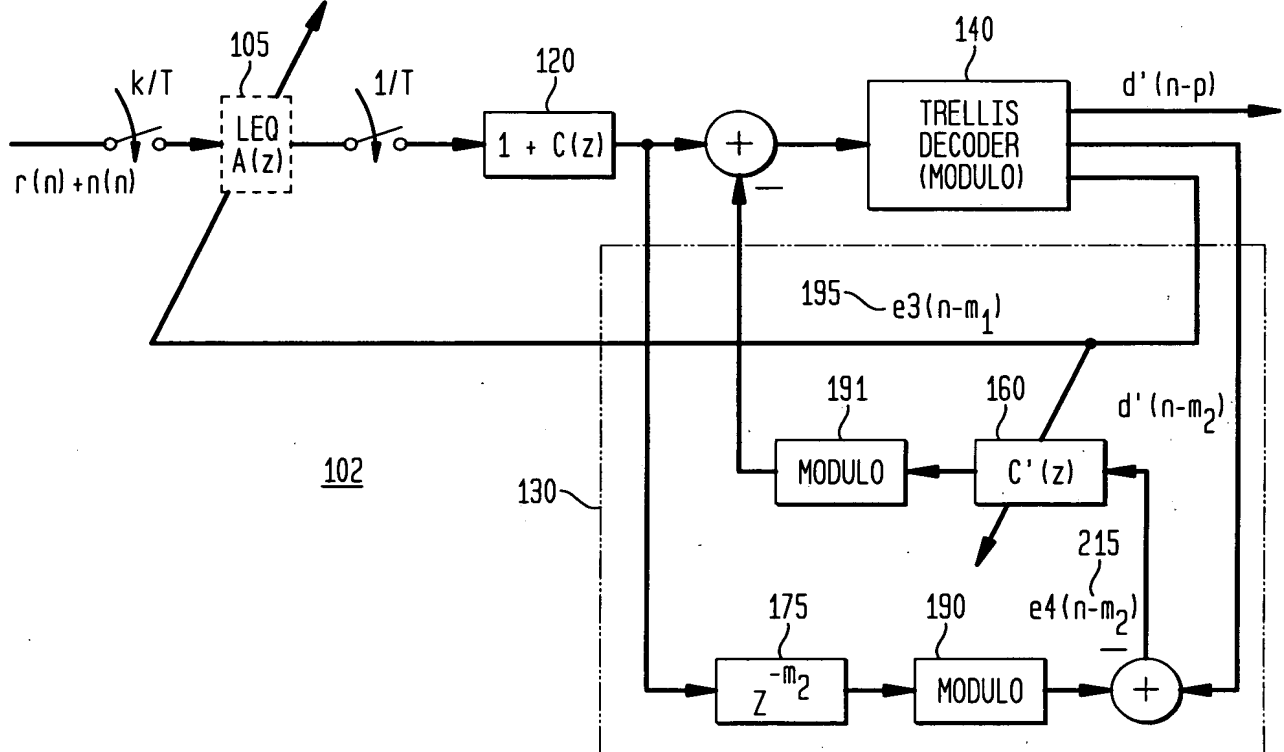 105
k/T
1/T
120
140
LEQ
A(z)
1 + C(z)
+
−
TRELLIS
DECODER
(MODULO)
d'(n-p)
r(n)+n(n)
195
e3(n-m1)
191
160
d'(n-m2)
MODULO
C'(z)
102
130
215
e4(n-m2)
175
190
−
z-m2
MODULO
+